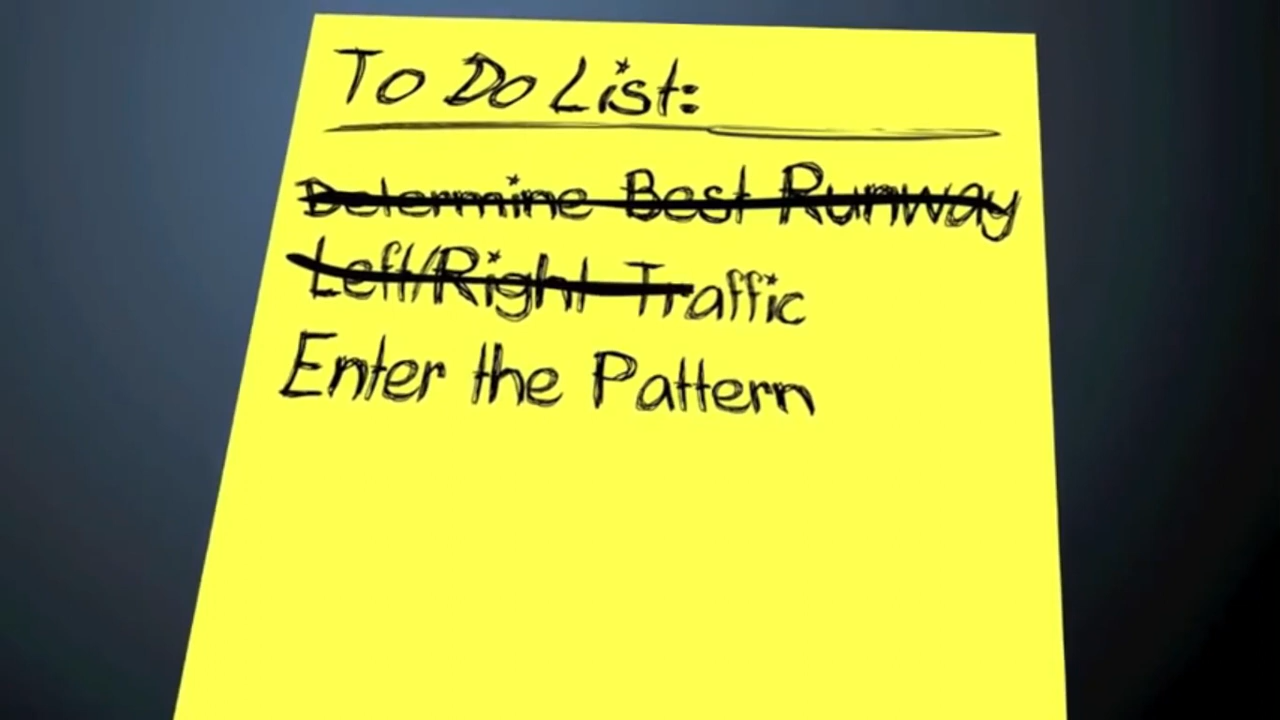 To Do List:
Determine Best Runway
Left/Right Traffic
Enter the Pattern